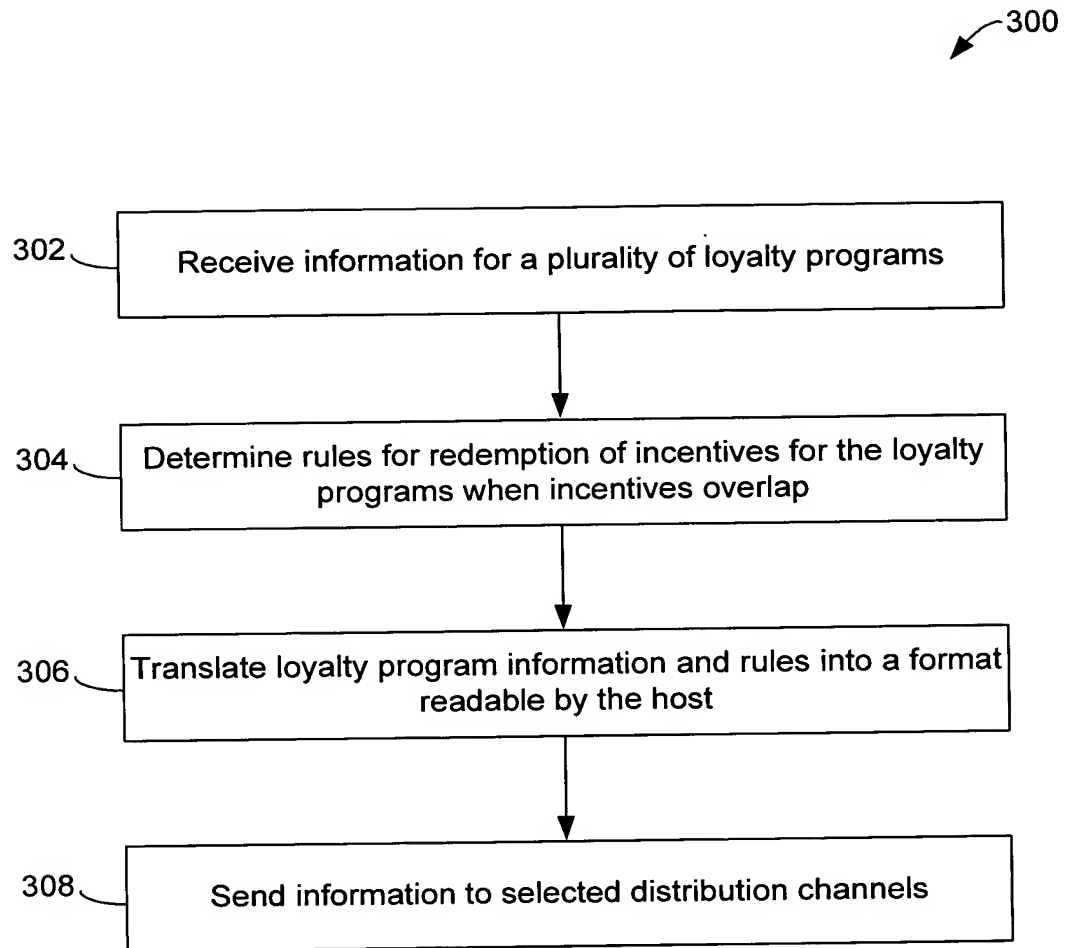 300
302
Receive information for a plurality of loyalty programs
304
Determine rules for redemption of incentives for the loyalty
programs when incentives overlap
306
Translate loyalty program information and rules into a format
readable by the host
308
Send information to selected distribution channels